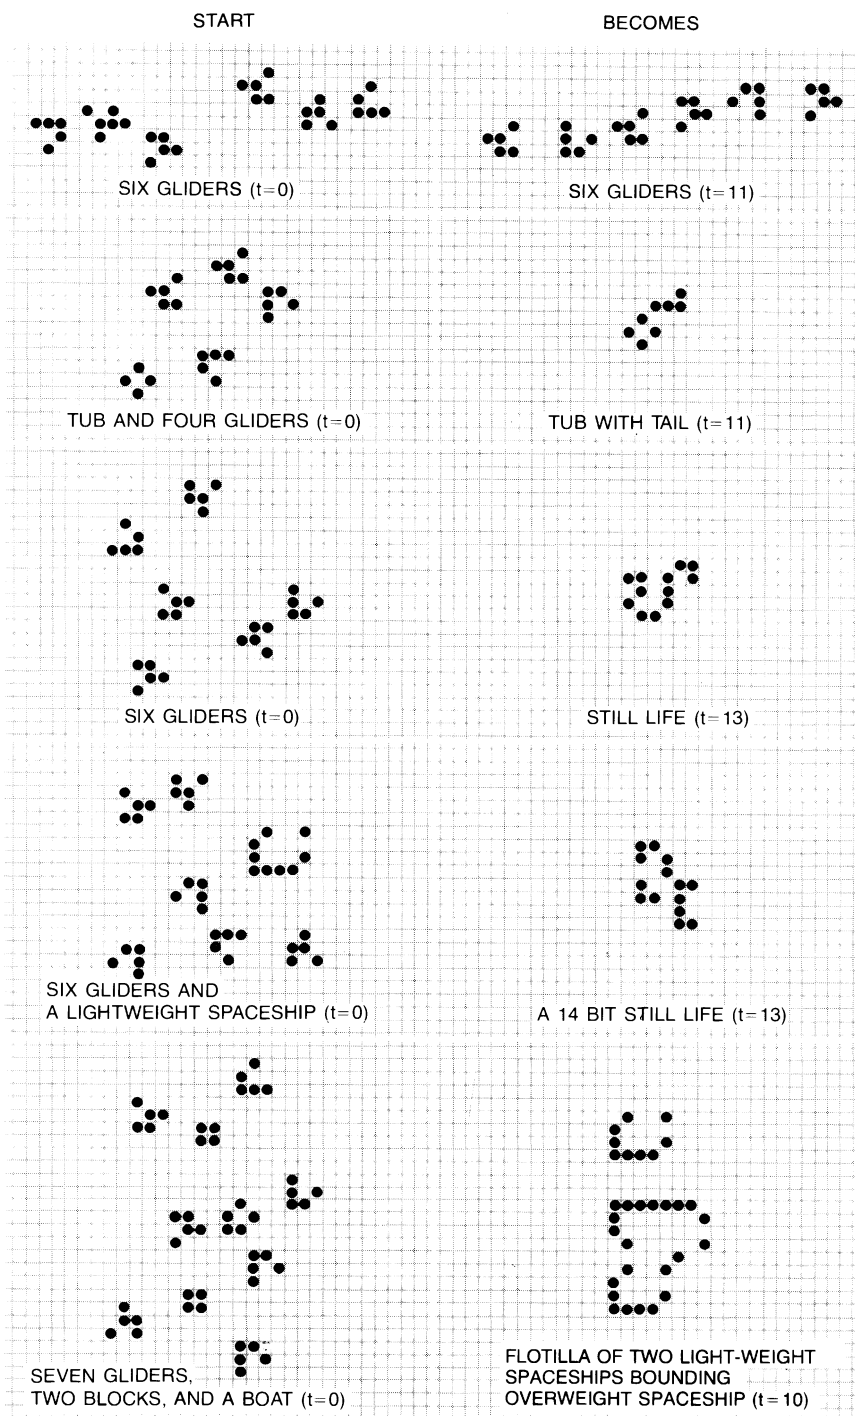 START
BECOMES
SIX GLIDERS (t=0)
SIX GLIDERS (t=11)
TUB AND FOUR GLIDERS (t=0)
TUB WITH TAIL (t=11)
SIX GLIDERS (t=0)
STILL LIFE (t=13)
SIX GLIDERS AND
A LIGHTWEIGHT SPACESHIP (t=0)
A 14 BIT STILL LIFE (t=13)
SEVEN GLIDERS,
TWO BLOCKS, AND A BOAT (t=0)
FLOTILLA OF TWO LIGHT-WEIGHT
SPACESHIPS BOUNDING
OVERWEIGHT SPACESHIP (t=10)